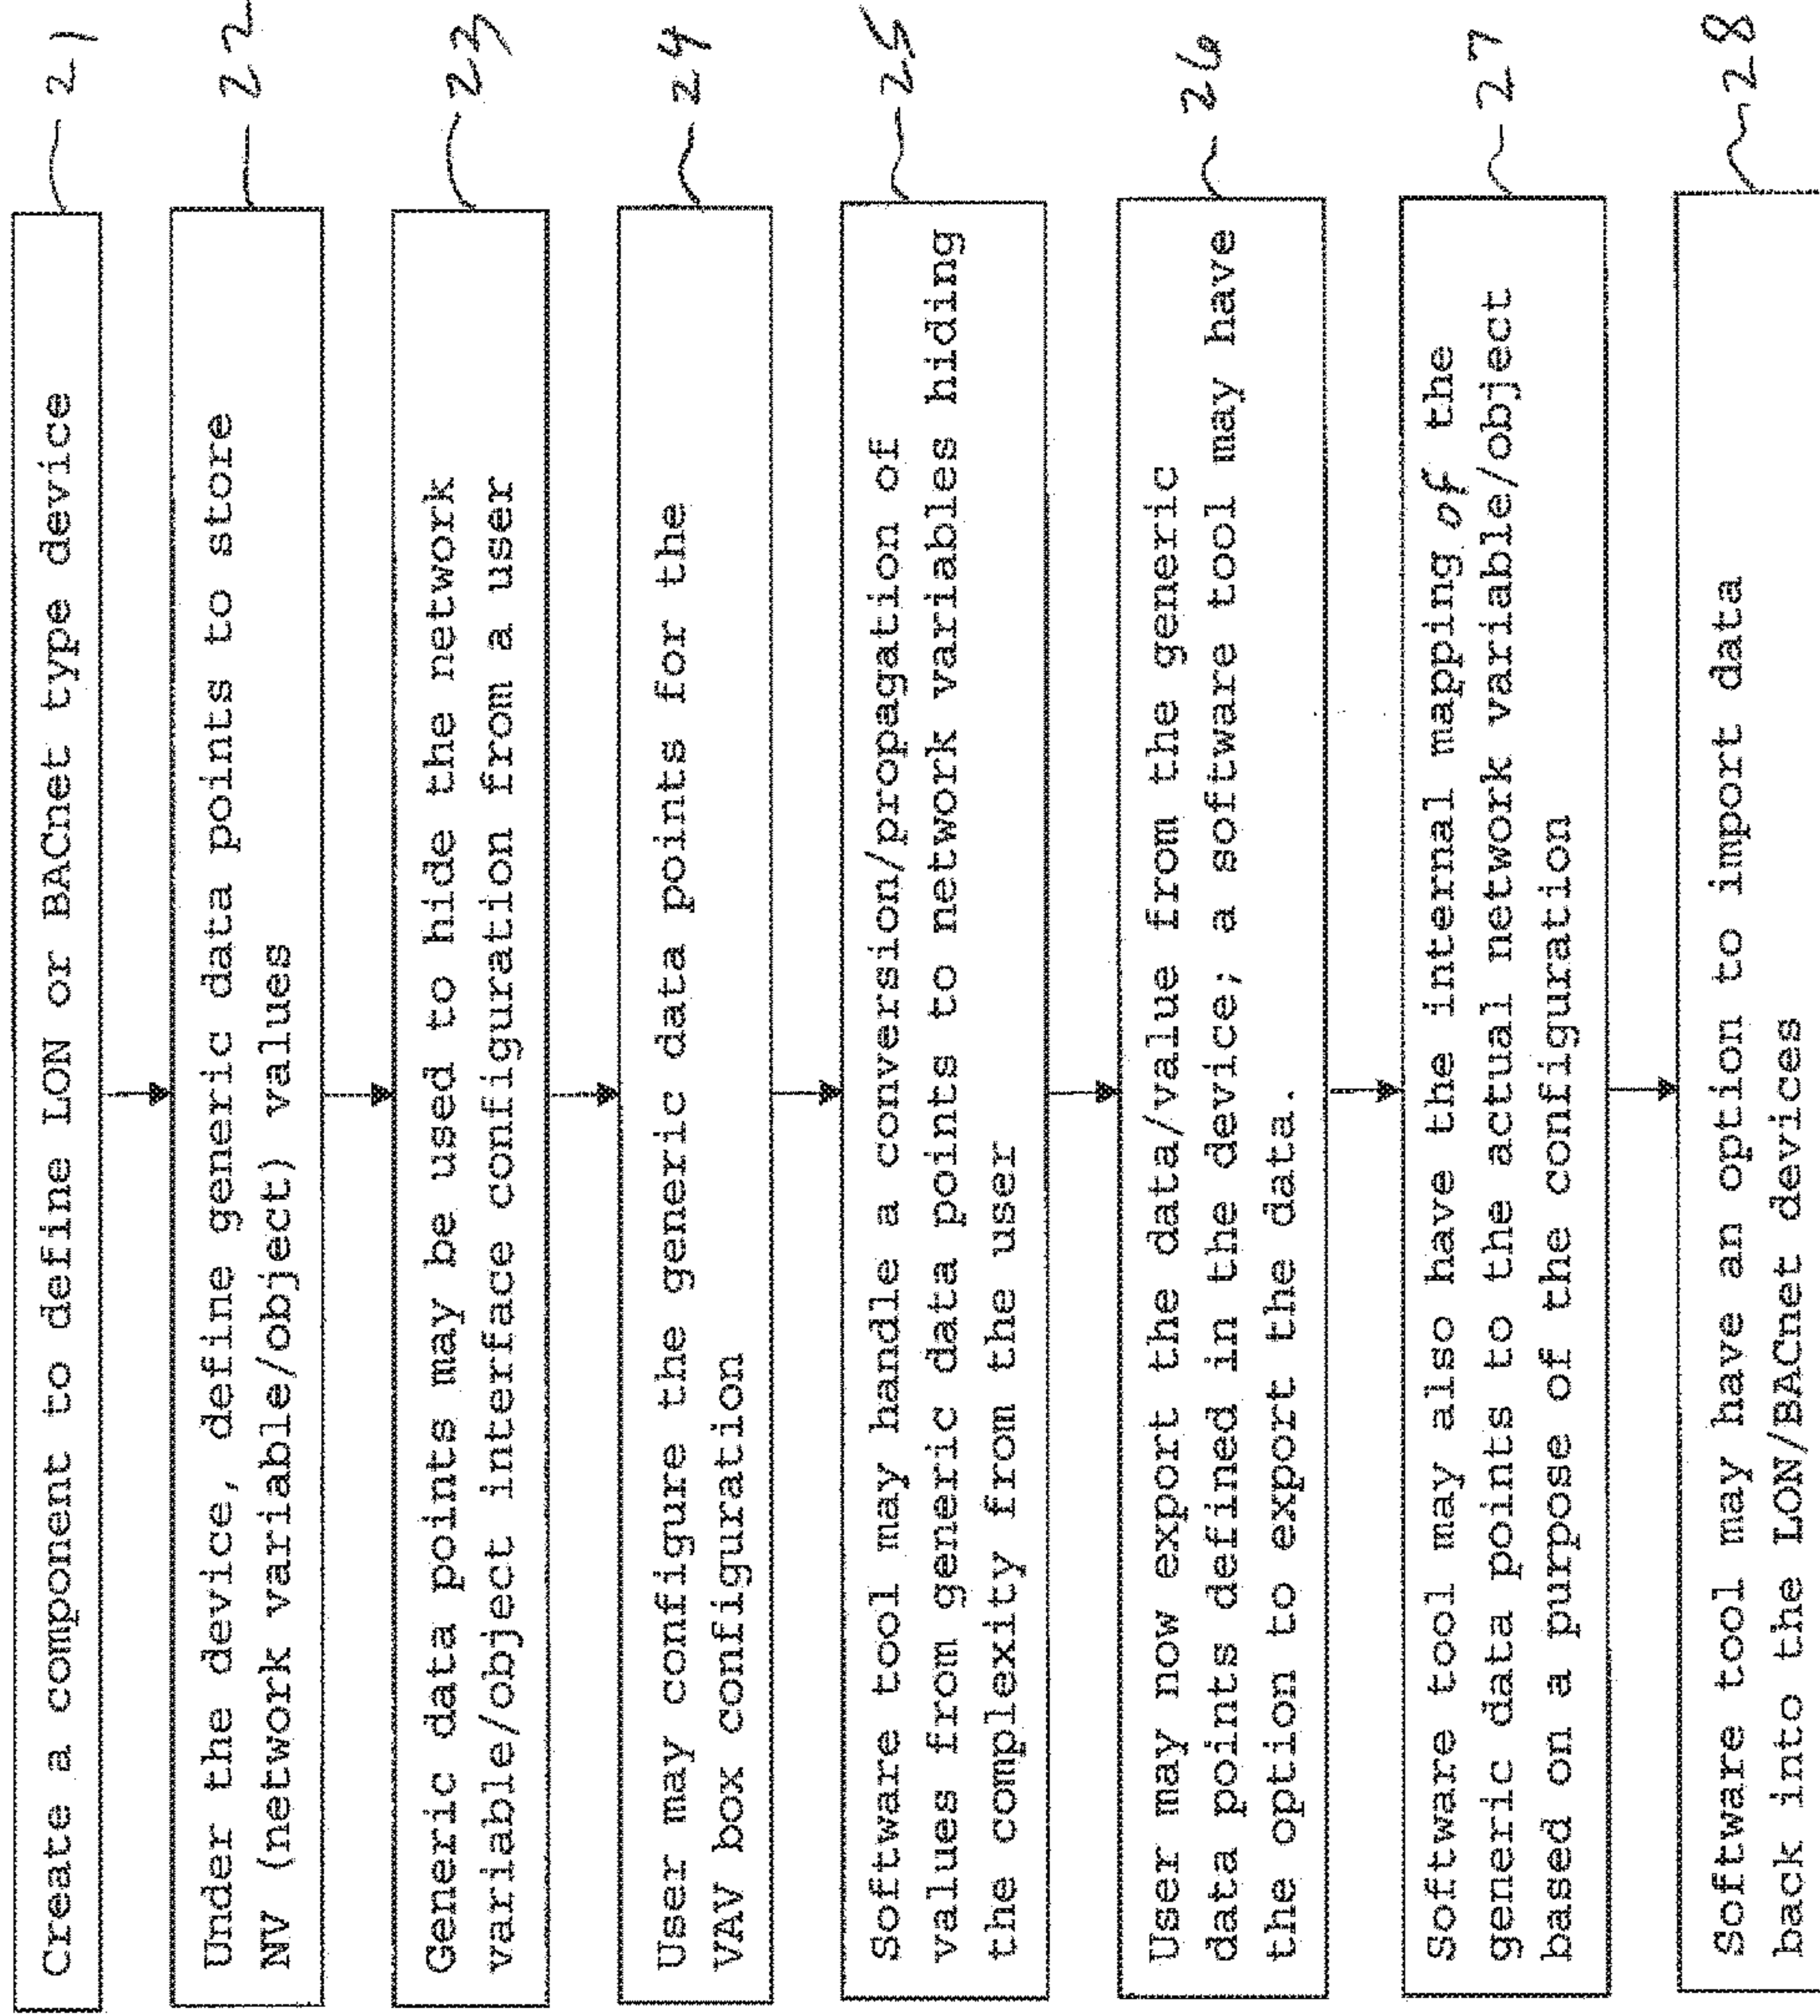 Create a component to define LON or BACnet type device
21
Under the device, define generic data points to store
NV (network variable/object) values
22
Generic data points may be used to hide the network
variable/object interface configuration from a user
23
User may configure the generic data points for the
VAV box configuration
24
Software tool may handle a conversion/propagation of
values from generic data points to network variables hiding
the complexity from the user
25
User may now export the data/value from the generic
data points defined in the device; a software tool may have
the option to export the data.
26
Software tool may also have the internal mapping of the
generic data points to the actual network variable/object
based on a purpose of the configuration
27
Software tool may have an option to import data
back into the LON/BACnet devices
28